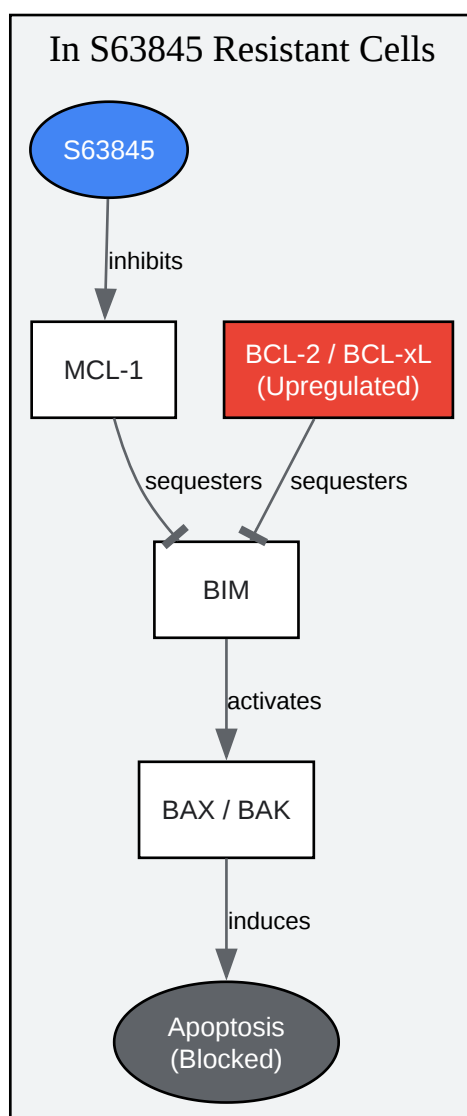 In S63845 Resistant Cells
S63845
inhibits
MCL-1
BCL-2 / BCL-xL
(Upregulated)
sequesters
sequesters
BIM
activates
BAX / BAK
induces
Apoptosis
(Blocked)